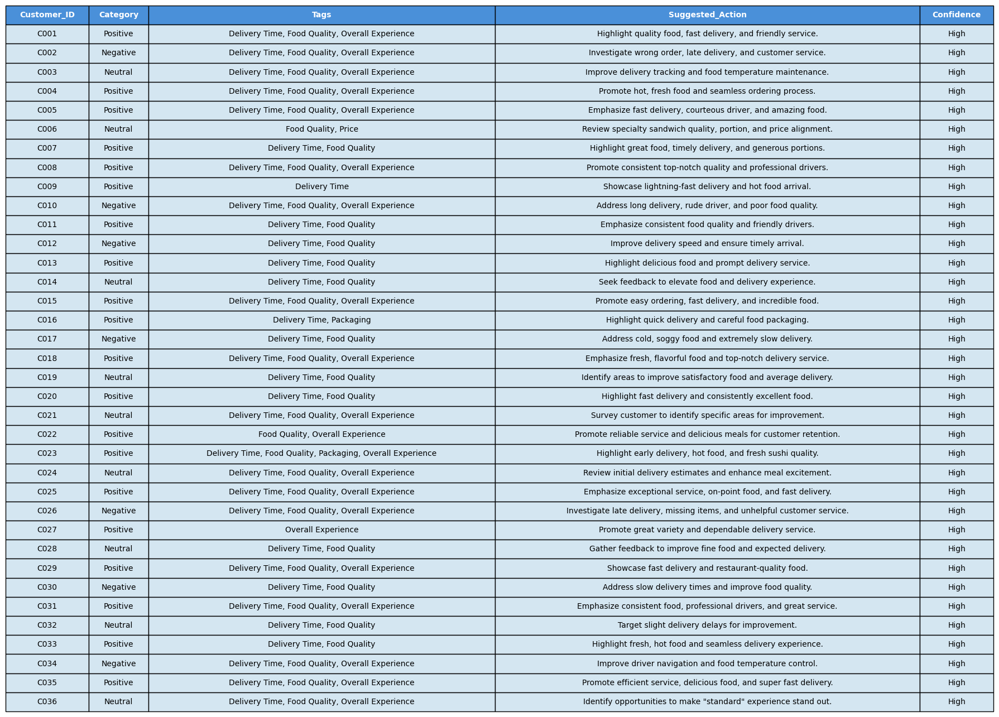 Customer_ID Category Tags Suggested_Action Confidence
C001 Positive Delivery Time, Food Quality, Overall Experience Highlight quality food, fast delivery, and friendly service. High
C002 Negative Delivery Time, Food Quality, Overall Experience Investigate wrong order, late delivery, and customer service. High
C003 Neutral Delivery Time, Food Quality, Overall Experience Improve delivery tracking and food temperature maintenance. High
C004 Positive Delivery Time, Food Quality, Overall Experience Promote hot, fresh food and seamless ordering process. High
C005 Positive Delivery Time, Food Quality, Overall Experience Emphasize fast delivery, courteous driver, and amazing food. High
C006 Neutral Food Quality, Price Review specialty sandwich quality, portion, and price alignment. High
C007 Positive Delivery Time, Food Quality Highlight great food, timely delivery, and generous portions. High
C008 Positive Delivery Time, Food Quality, Overall Experience Promote consistent top-notch quality and professional drivers. High
C009 Positive Delivery Time Showcase lightning-fast delivery and hot food arrival. High
C010 Negative Delivery Time, Food Quality, Overall Experience Address long delivery, rude driver, and poor food quality. High
C011 Positive Delivery Time, Food Quality Emphasize consistent food quality and friendly drivers. High
C012 Negative Delivery Time, Food Quality Improve delivery speed and ensure timely arrival. High
C013 Positive Delivery Time, Food Quality Highlight delicious food and prompt delivery service. High
C014 Neutral Delivery Time, Food Quality Seek feedback to elevate food and delivery experience. High
C015 Positive Delivery Time, Food Quality, Overall Experience Promote easy ordering, fast delivery, and incredible food. High
C016 Positive Delivery Time, Packaging Highlight quick delivery and careful food packaging. High
C017 Negative Delivery Time, Food Quality Address cold, soggy food and extremely slow delivery. High
C018 Positive Delivery Time, Food Quality, Overall Experience Emphasize fresh, flavorful food and top-notch delivery service. High
C019 Neutral Delivery Time, Food Quality Identify areas to improve satisfactory food and average delivery. High
C020 Positive Delivery Time, Food Quality Highlight fast delivery and consistently excellent food. High
C021 Neutral Delivery Time, Food Quality, Overall Experience Survey customer to identify specific areas for improvement. High
C022 Positive Food Quality, Overall Experience Promote reliable service and delicious meals for customer retention. High
C023 Positive Delivery Time, Food Quality, Packaging, Overall Experience Highlight early delivery, hot food, and fresh sushi quality. High
C024 Neutral Delivery Time, Food Quality, Overall Experience Review initial delivery estimates and enhance meal excitement. High
C025 Positive Delivery Time, Food Quality, Overall Experience Emphasize exceptional service, on-point food, and fast delivery. High
C026 Negative Delivery Time, Food Quality, Overall Experience Investigate late delivery, missing items, and unhelpful customer service. High
C027 Positive Overall Experience Promote great variety and dependable delivery service. High
C028 Neutral Delivery Time, Food Quality Gather feedback to improve fine food and expected delivery. High
C029 Positive Delivery Time, Food Quality, Overall Experience Showcase fast delivery and restaurant-quality food. High
C030 Negative Delivery Time, Food Quality Address slow delivery times and improve food quality. High
C031 Positive Delivery Time, Food Quality, Overall Experience Emphasize consistent food, professional drivers, and great service. High
C032 Neutral Delivery Time, Food Quality Target slight delivery delays for improvement. High
C033 Positive Delivery Time, Food Quality Highlight fresh, hot food and seamless delivery experience. High
C034 Negative Delivery Time, Food Quality, Overall Experience Improve driver navigation and food temperature control. High
C035 Positive Delivery Time, Food Quality, Overall Experience Promote efficient service, delicious food, and super fast delivery. High
C036 Neutral Delivery Time, Food Quality, Overall Experience Identify opportunities to make "standard" experience stand out. High